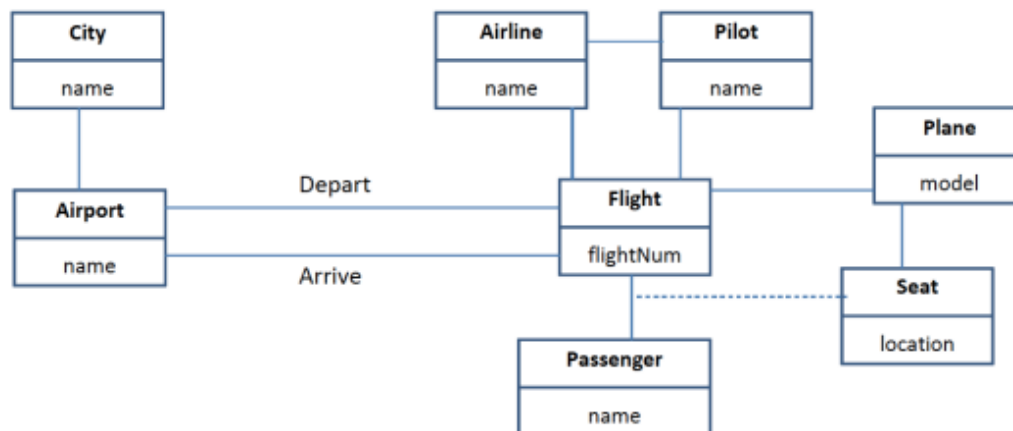 City
name
Airline
name
Pilot
name
Plane
model
Depart
Airport
name
Arrive
Flight
flightNum
Seat
location
Passenger
name